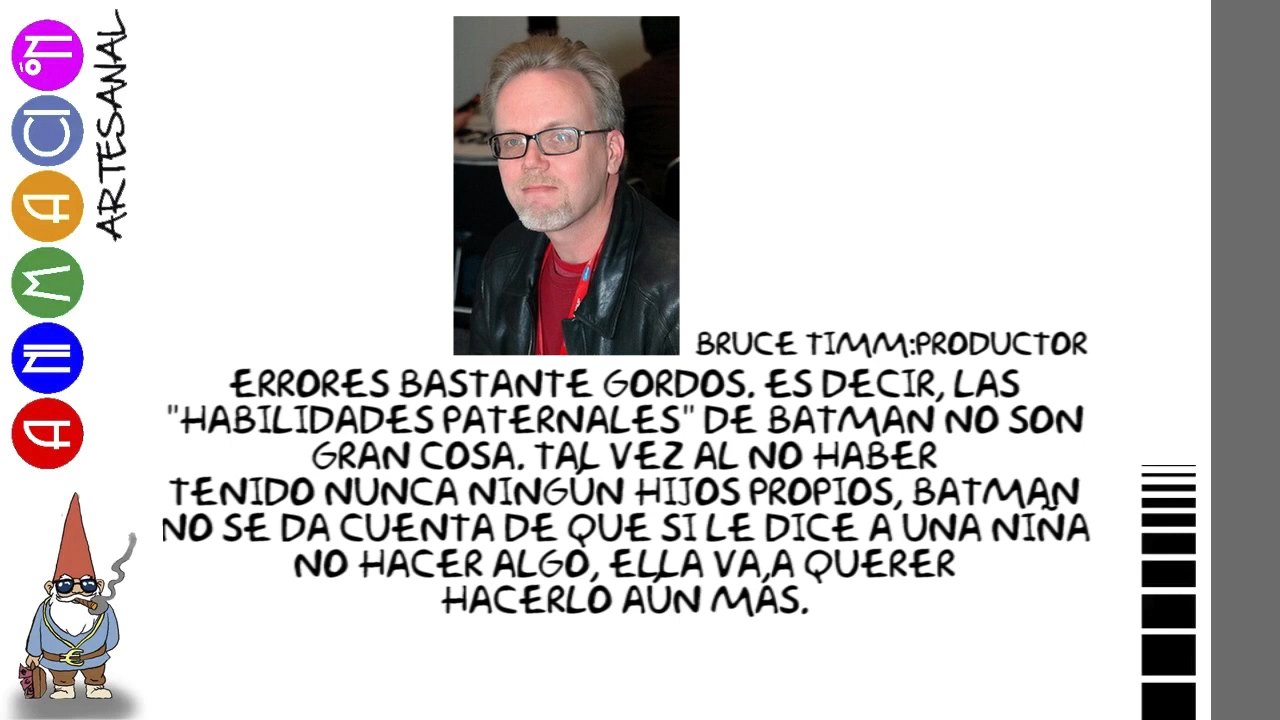 ANIMACIÓN
ARTESANAL
BRUCE TIMM:PRODUCTOR
ERRORES BASTANTE GORDOS. ES DECIR, LAS
"HABILIDADES PATERNALES" DE BATMAN NO SON
GRAN COSA. TAL VEZ AL NO HABER
TENIDO NUNCA NINGÚN HIJOS PROPIOS, BATMAN
NO SE DA CUENTA DE QUE SI LE DICE A UNA NIÑA
NO HACER ALGO, ELLA VA A QUERER
HACERLO AÚN MÁS.